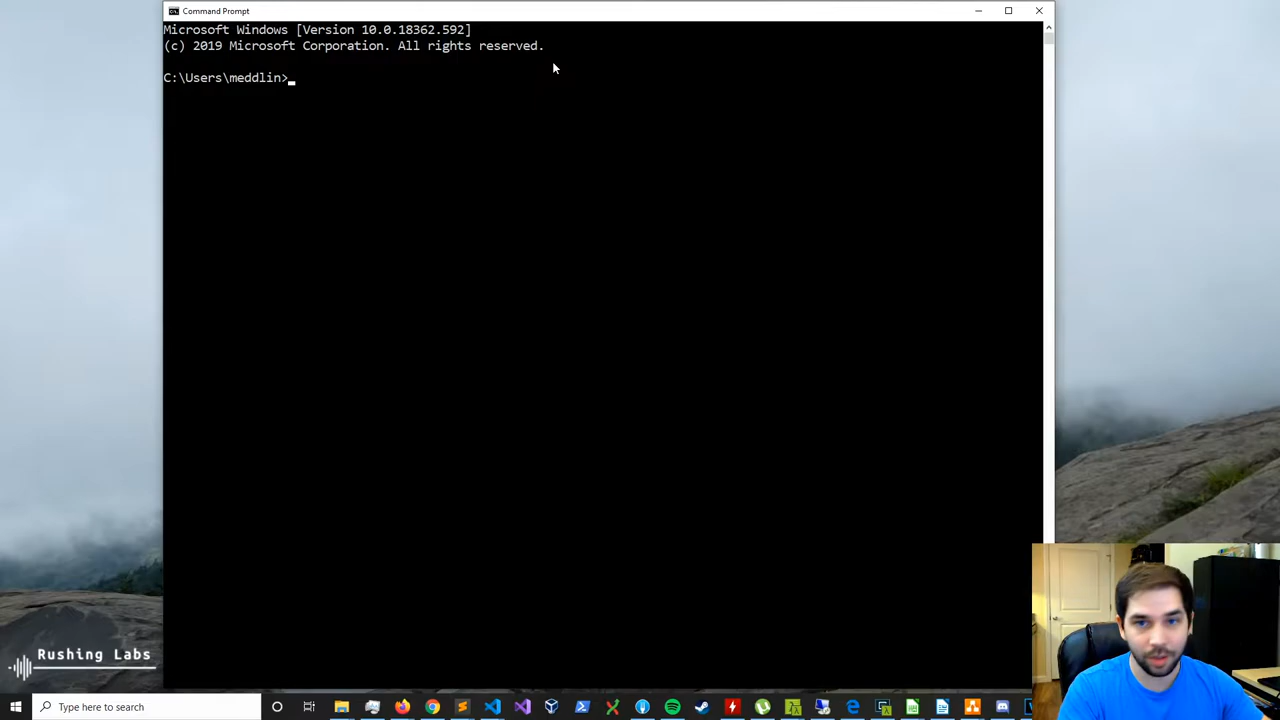 Command Prompt
Microsoft Windows [Version 10.0.18362.592]
(c) 2019 Microsoft Corporation. All rights reserved.
C:\Users\meddlin>
Rushing Labs
Type here to search